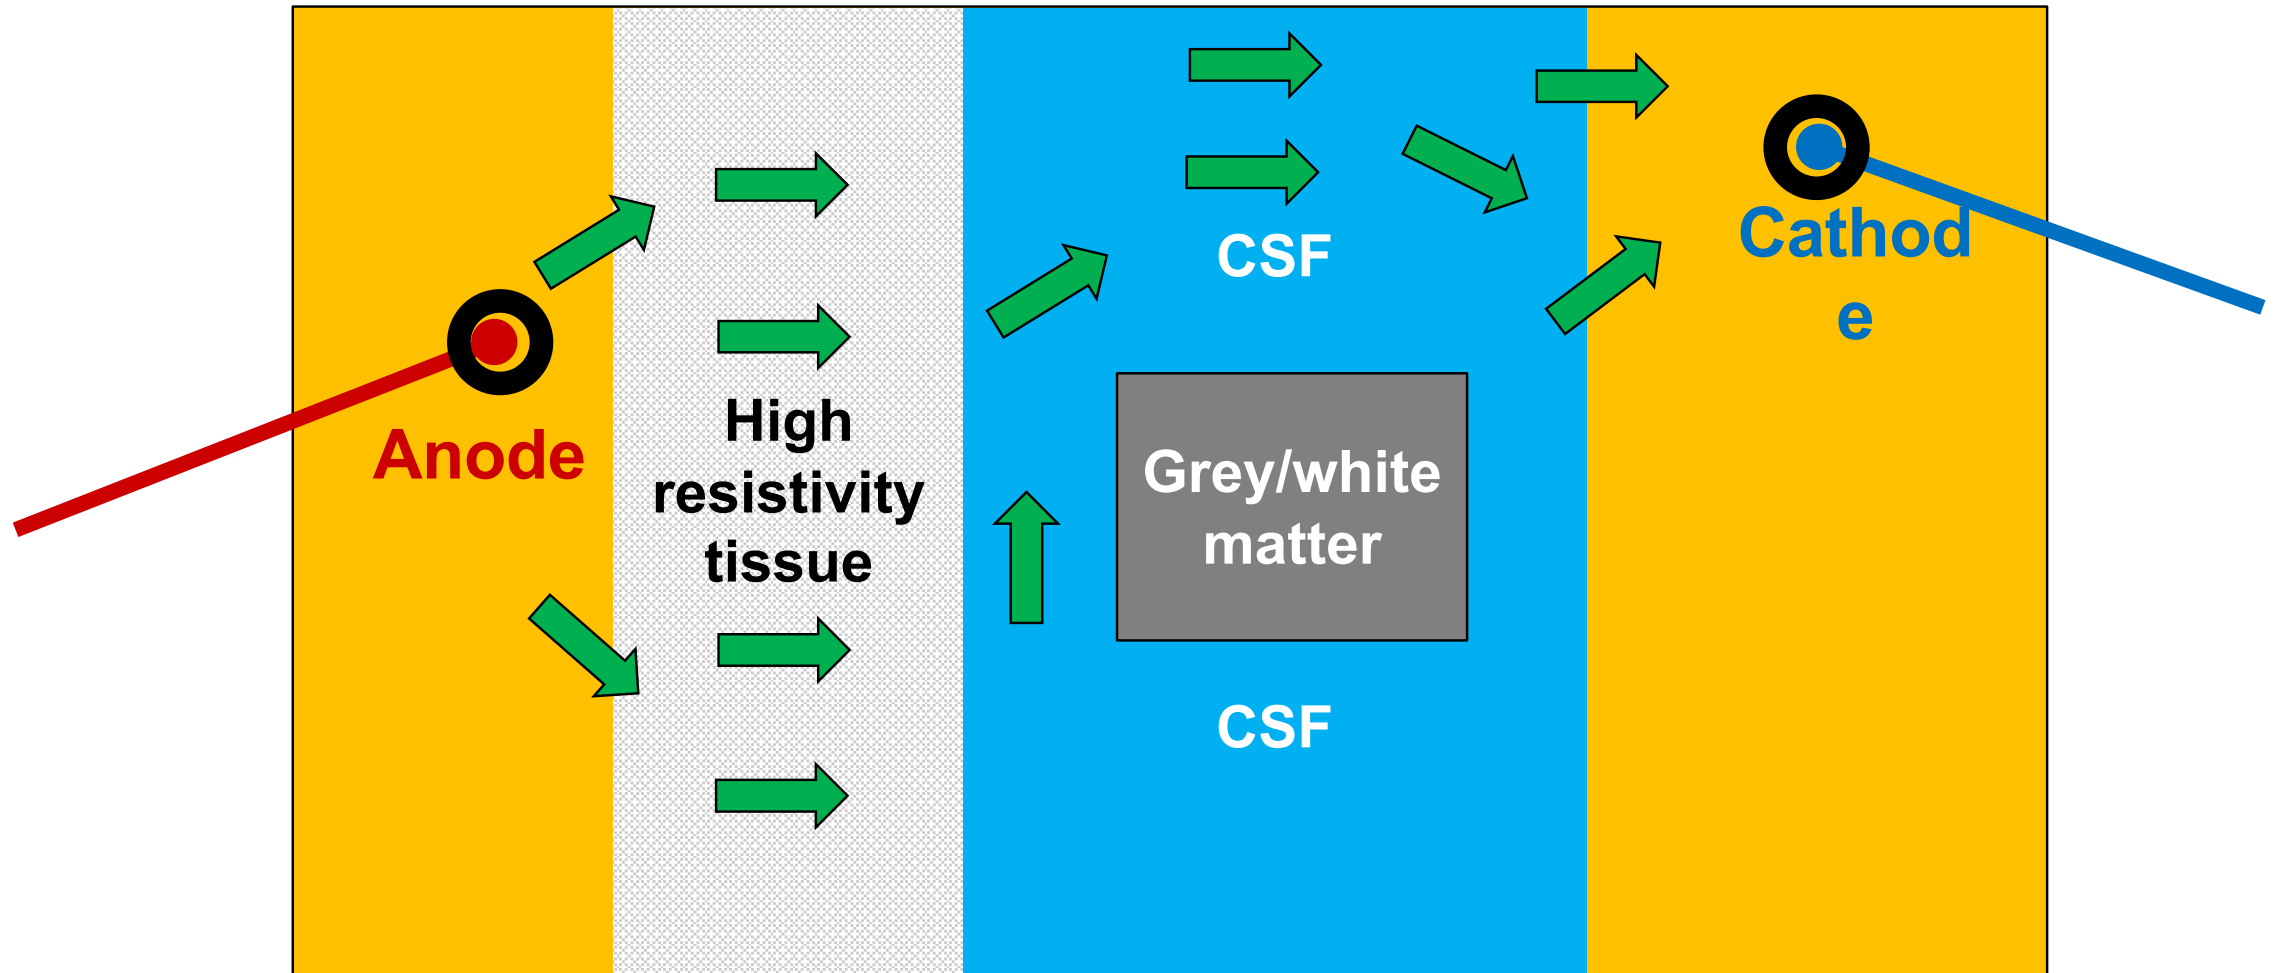 Anode
High
resistivity
tissue
CSF
Grey/white
matter
CSF
Cathod
e